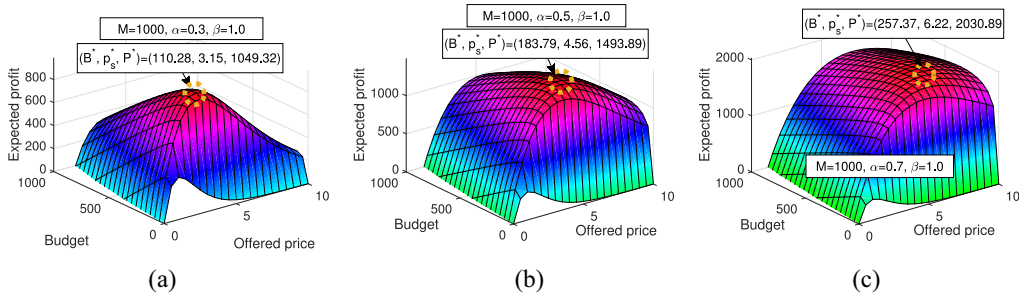 M=1000, α=0.3, β=1.0
(B*, p_s*, P*)=(110.28, 3.15, 1049.32)
Expected profit
800
600
400
200
0
1000
500
0
Budget
0
5
10
Offered price
(a)
M=1000, α=0.5, β=1.0
(B*, p_s*, P*)=(183.79, 4.56, 1493.89)
Expected profit
1000
500
0
1000
500
0
Budget
0
5
10
Offered price
(b)
(B*, p_s*, P*)=(257.37, 6.22, 2030.89)
Expected profit
2000
1000
0
1000
500
0
Budget
M=1000, α=0.7, β=1.0
0
5
10
Offered price
(c)